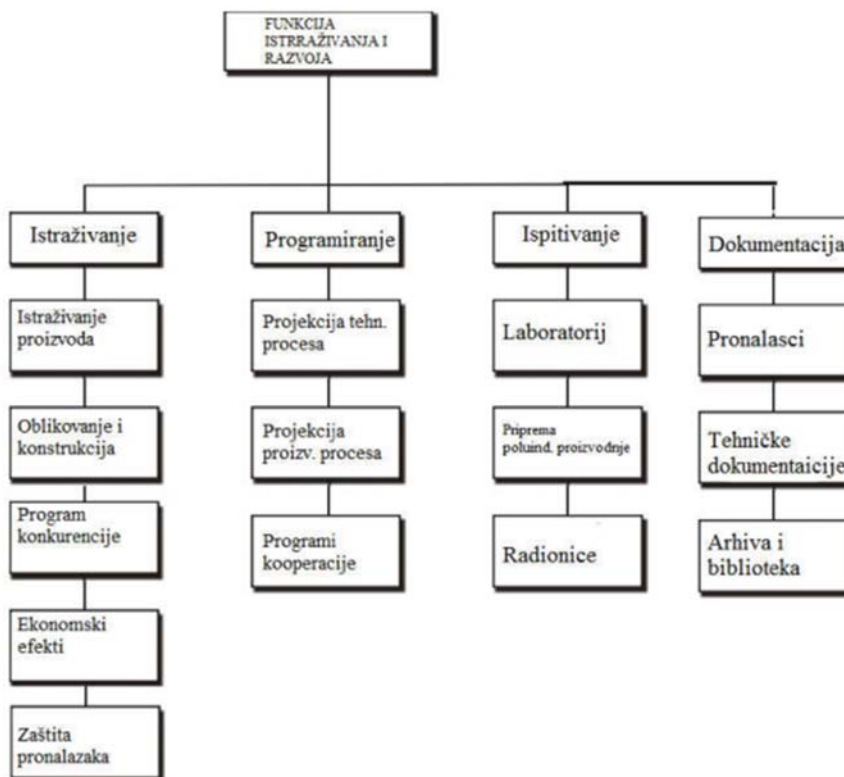 FUNKCIJA
ISTRRAŽIVANJA I
RAZVOJA
Istraživanje
Programiranje
Ispitivanje
Dokumentacija
Istraživanje
proizvoda
Projekcija tehn.
procesa
Laboratorij
Pronalasci
Oblikovanje i
konstrukcija
Projekcija
proizv. procesa
Priprema
poluind. proizvodnje
Tehničke
dokumentaicije
Program
konkurencije
Programi
kooperacije
Radionice
Arhiva i
biblioteka
Ekonomski
efekti
Zaštita
pronalazaka